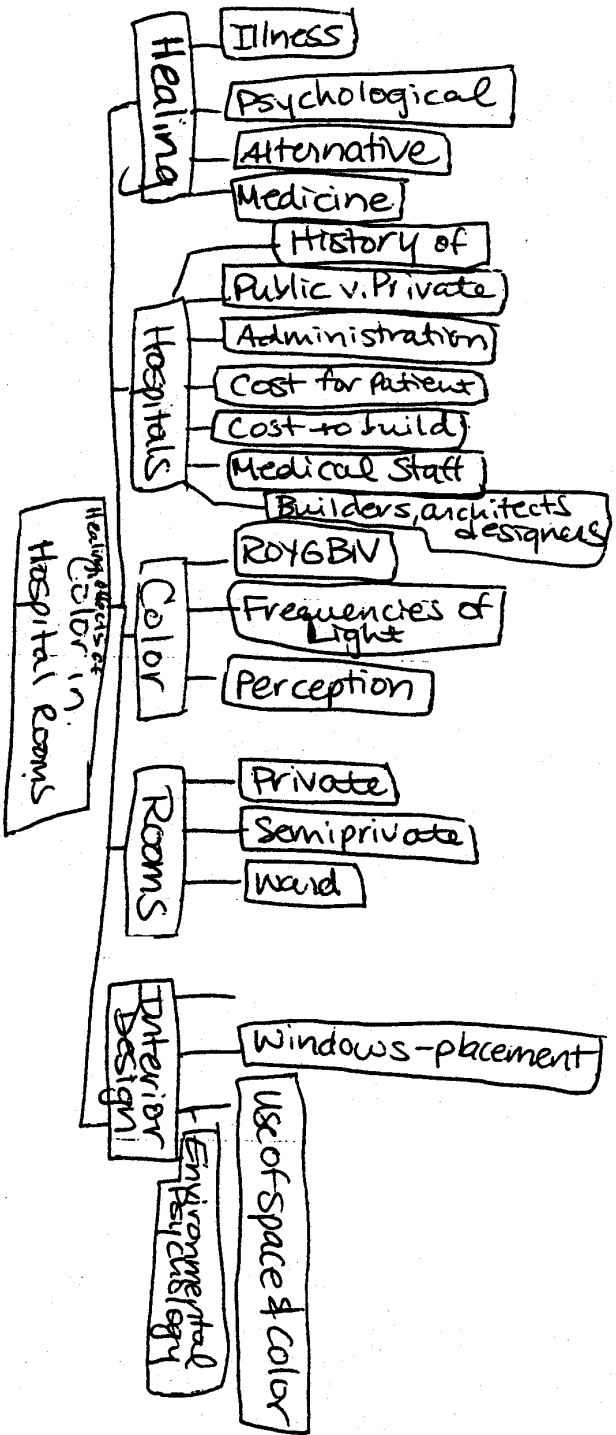 Healing effects of
Color in
Hospital Rooms
Healing
Illness
Psychological
Alternative
Medicine
Hospitals
History of
Public v. Private
Administration
Cost for Patient
Cost to build
Medical Staff
Builders, architects
designers
Color
ROYGBIV
Frequencies of
Light
Perception
Rooms
Private
Semiprivate
Ward
Interior
Design
Windows-placement
Use of Space & Color
Environmental
Psychology